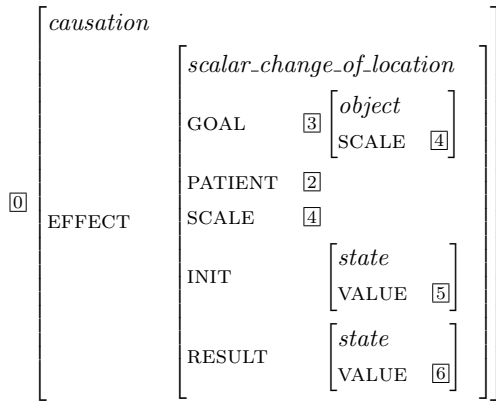 causation
scalar_change_of_location
object
GOAL 3
SCALE 4
PATIENT 2
0
EFFECT SCALE 4
state
INIT
VALUE 5
state
RESULT
VALUE 6